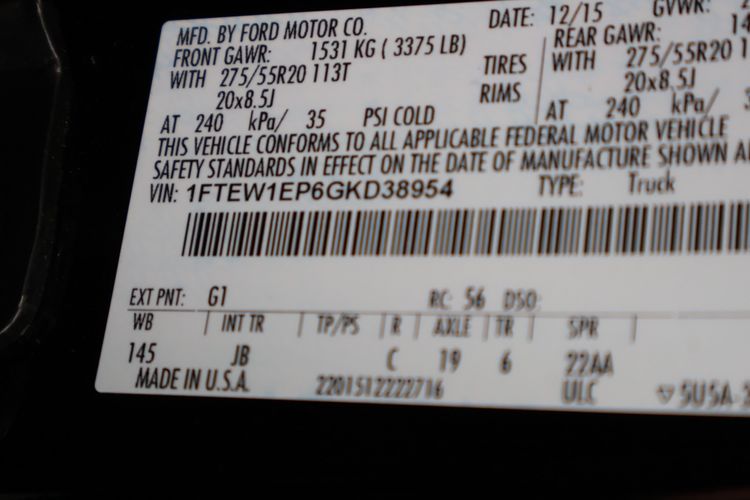 MFD. BY FORD MOTOR CO. DATE: 12/15 GVWR:
FRONT GAWR: 1531 KG ( 3375 LB) REAR GAWR:
WITH 275/55R20 113T TIRES WITH 275/55R20
20x8.5J RIMS 20x8.5J
AT 240 kPa/ 35 PSI COLD AT 240 kPa/
THIS VEHICLE CONFORMS TO ALL APPLICABLE FEDERAL MOTOR VEHICLE
SAFETY STANDARDS IN EFFECT ON THE DATE OF MANUFACTURE SHOWN
VIN: 1FTEW1EP6GKD38954 TYPE: Truck
EXT PNT: G1 RC: 56 DSO:
WB | INT TR | TP/PS | R | AXLE | TR | SPR |
145 JB C 19 6 22AA
MADE IN U.S.A. 2201512222716 ULC 5U5A-